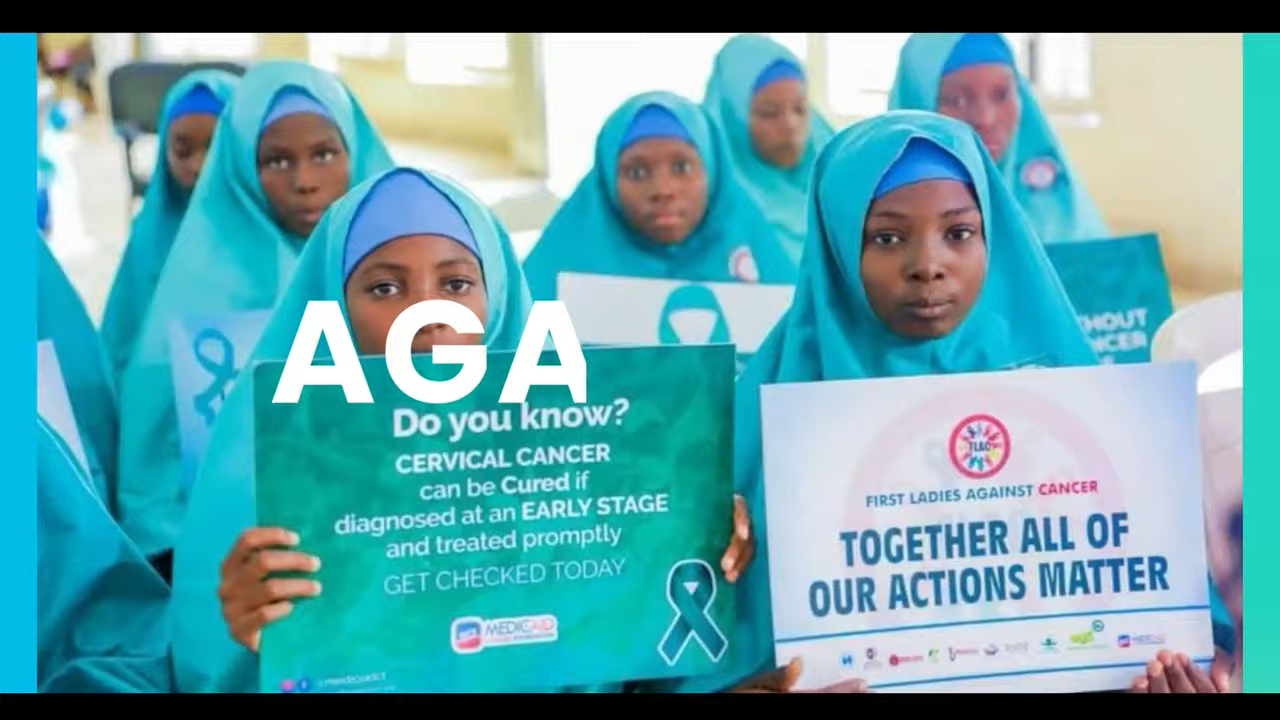 AGA
Do you know?
CERVICAL CANCER
can be Cured if
diagnosed at an EARLY STAGE
and treated promptly
GET CHECKED TODAY
MEDICAID
FLAC
FIRST LADIES AGAINST CANCER
TOGETHER ALL OF
OUR ACTIONS MATTER
MEDICAID